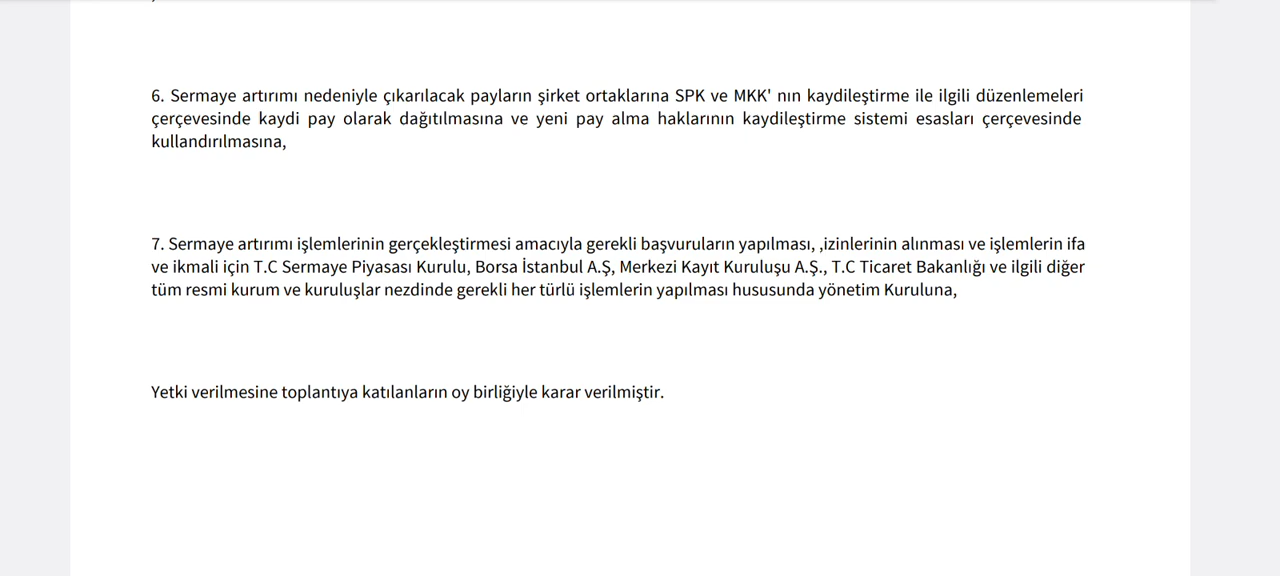 6. Sermaye artırımı nedeniyle çıkarılacak payların şirket ortaklarına SPK ve MKK' nın kaydileştirme ile ilgili düzenlemeleri
çerçevesinde kaydi pay olarak dağıtılmasına ve yeni pay alma haklarının kaydileştirme sistemi esasları çerçevesinde
kullandırılmasına,
7. Sermaye artırımı işlemlerinin gerçekleştirmesi amacıyla gerekli başvuruların yapılması, ,izinlerinin alınması ve işlemlerin ifa
ve ikmali için T.C Sermaye Piyasası Kurulu, Borsa İstanbul A.Ş, Merkezi Kayıt Kuruluşu A.Ş., T.C Ticaret Bakanlığı ve ilgili diğer
tüm resmi kurum ve kuruluşlar nezdinde gerekli her türlü işlemlerin yapılması hususunda yönetim Kuruluna,
Yetki verilmesine toplantıya katılanların oy birliğiyle karar verilmiştir.